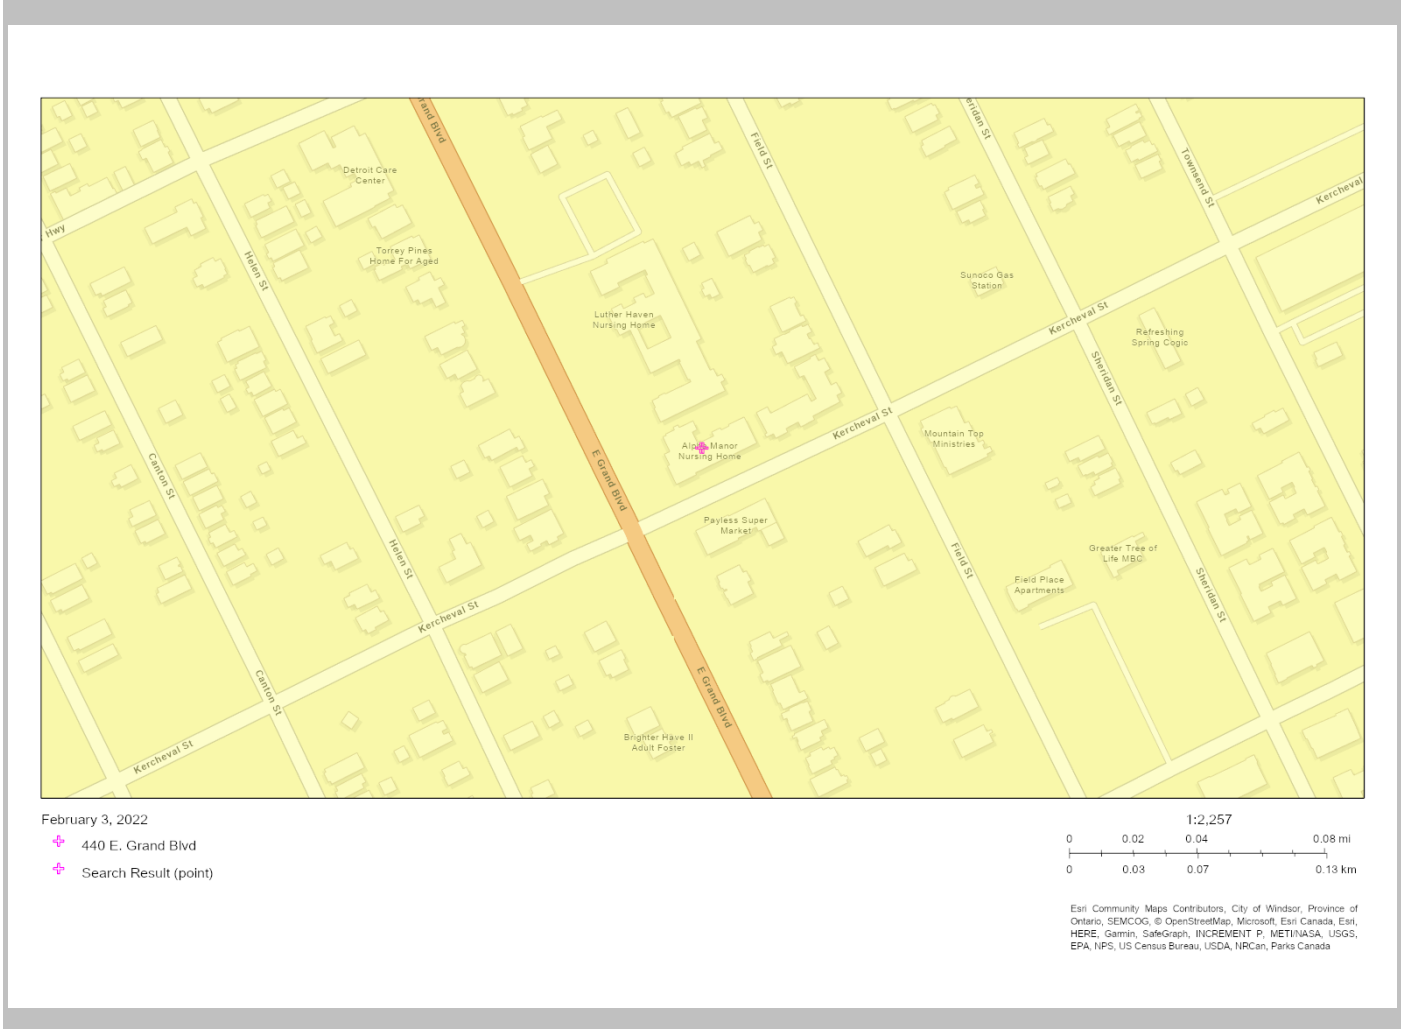 rand Blvd
Field St
eridan St
Townsend St
Kercheval
Detroit Care
Center
Hwy
Helen St
Torrey Pines
Home For Aged
Sunoco Gas
Station
Luther Haven
Nursing Home
Kercheval St
Refreshing
Spring Cogic
Sheridan St
Kercheval St
Mountain Top
Ministries
Manor
Nursing Home
Canton St
E Grand Blvd
Payless Super
Market
Helen St
Field St
Greater Tree of
Life MBC
Field Place
Apartments
Sheridan St
Kercheval St
Canton St
E Grand Blvd
Brighter Have II
Adult Foster
Kercheval St
February 3, 2022
440 E. Grand Blvd
Search Result (point)
1:2,257
0 0.02 0.04 0.08 mi
0 0.03 0.07 0.13 km
Esri Community Maps Contributors, City of Windsor, Province of
Ontario, SEMCOG, © OpenStreetMap, Microsoft, Esri Canada, Esri,
HERE, Garmin, SafeGraph, INCREMENT P, METI/NASA, USGS,
EPA, NPS, US Census Bureau, USDA, NRCan, Parks Canada